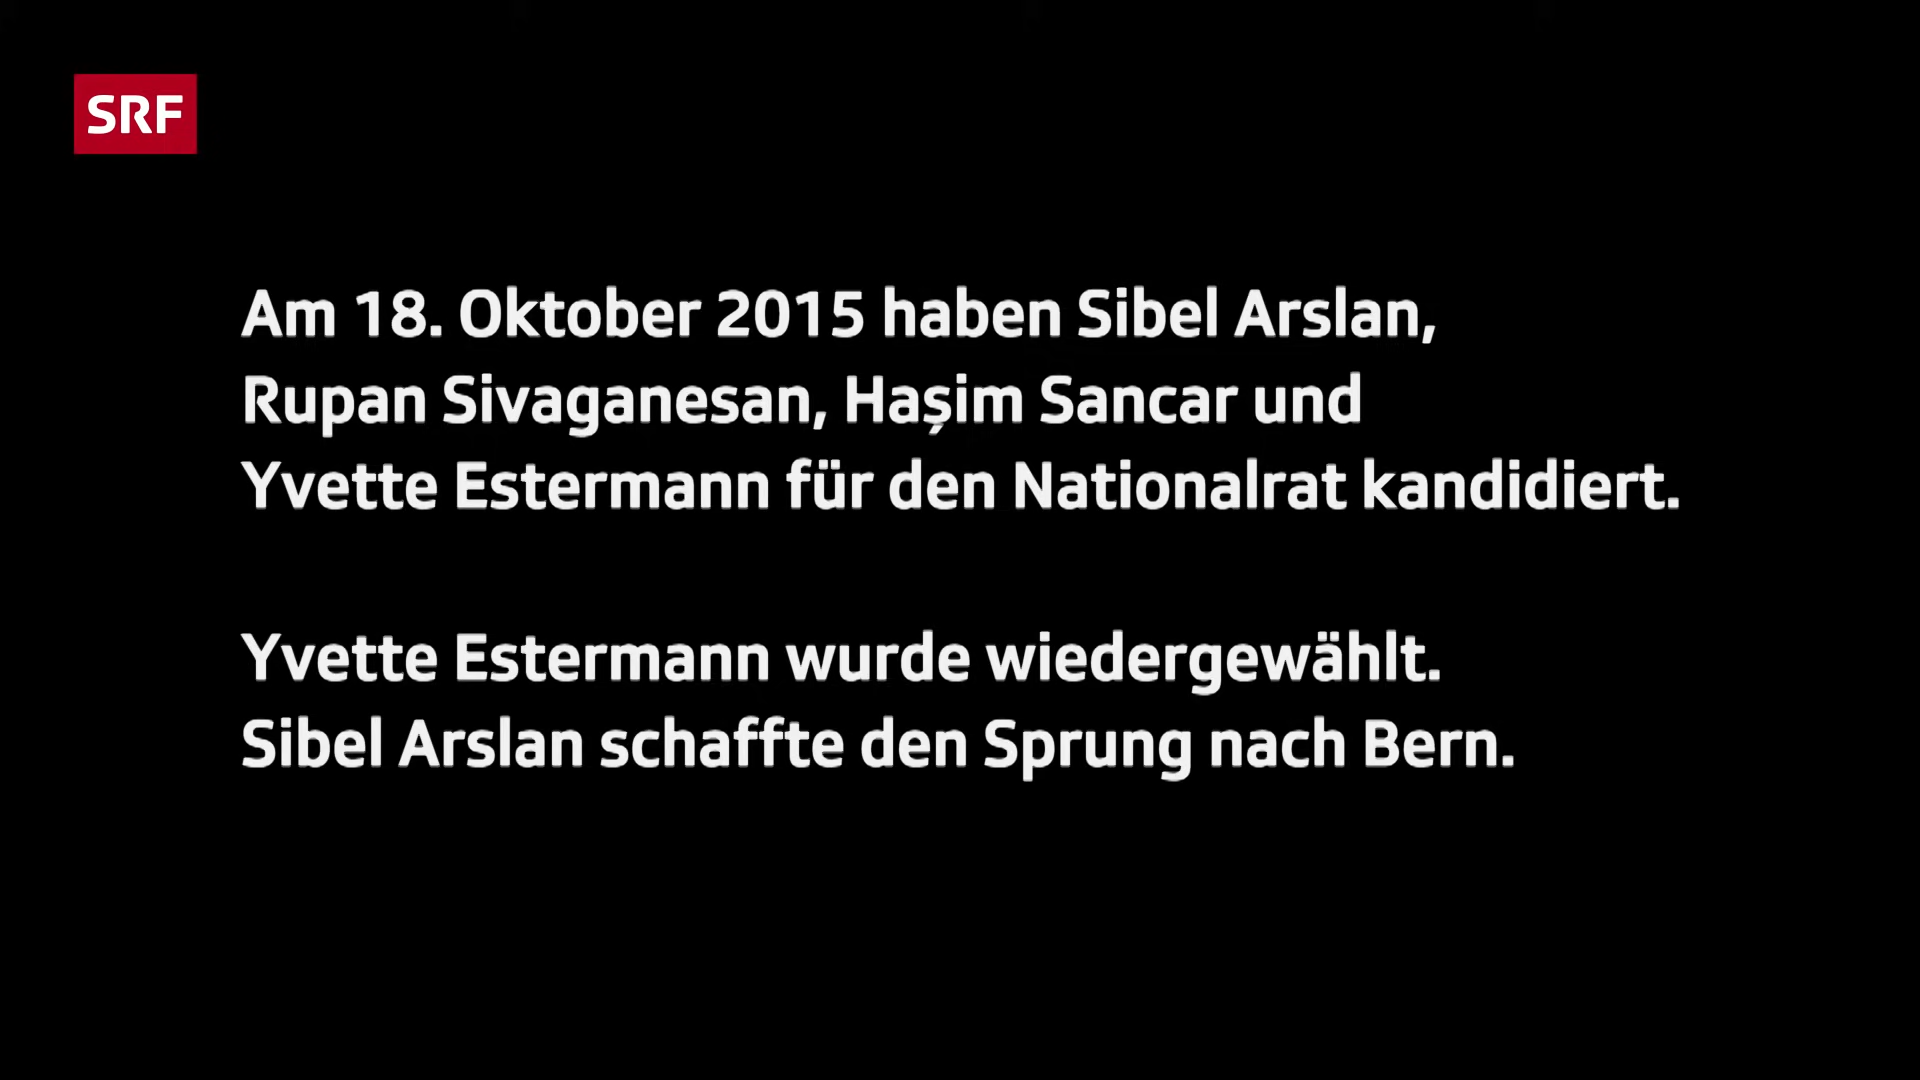 SRF
Am 18. Oktober 2015 haben Sibel Arslan,
Rupan Sivaganesan, Haşim Sancar und
Yvette Estermann für den Nationalrat kandidiert.
Yvette Estermann wurde wiedergewählt.
Sibel Arslan schaffte den Sprung nach Bern.